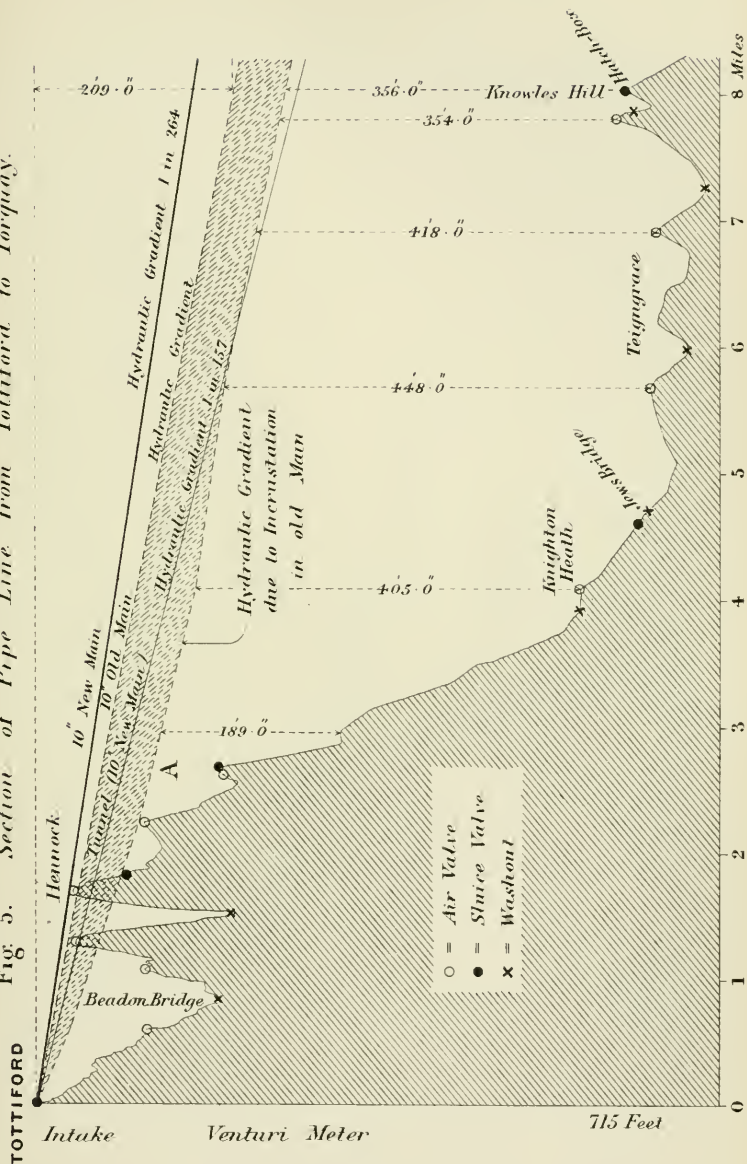 Fig. 5. Section of Pipe Line from Tottiford to Torquay.
TOTTIFORD
Hennock
10" New Main
10" Old Main
Tunnel (10" New Main)
Hydraulic Gradient 1 in 264
Hydraulic Gradient
Hydraulic Gradient 1 in 157
209'.0"
Hydraulic Gradient
due to Incrustation
in old Main
A
189'.0"
405'.0"
448'.0"
418'.0"
354'.0"
356'.0"
Beadon Bridge
Knighton
Heath
Jews Bridge
Teigngrace
Knowles Hill
Hatch-Box
○ = Air Valve
● = Sluice Valve
× = Washout
Intake
Venturi Meter
715 Feet
0 1 2 3 4 5 6 7 8 Miles